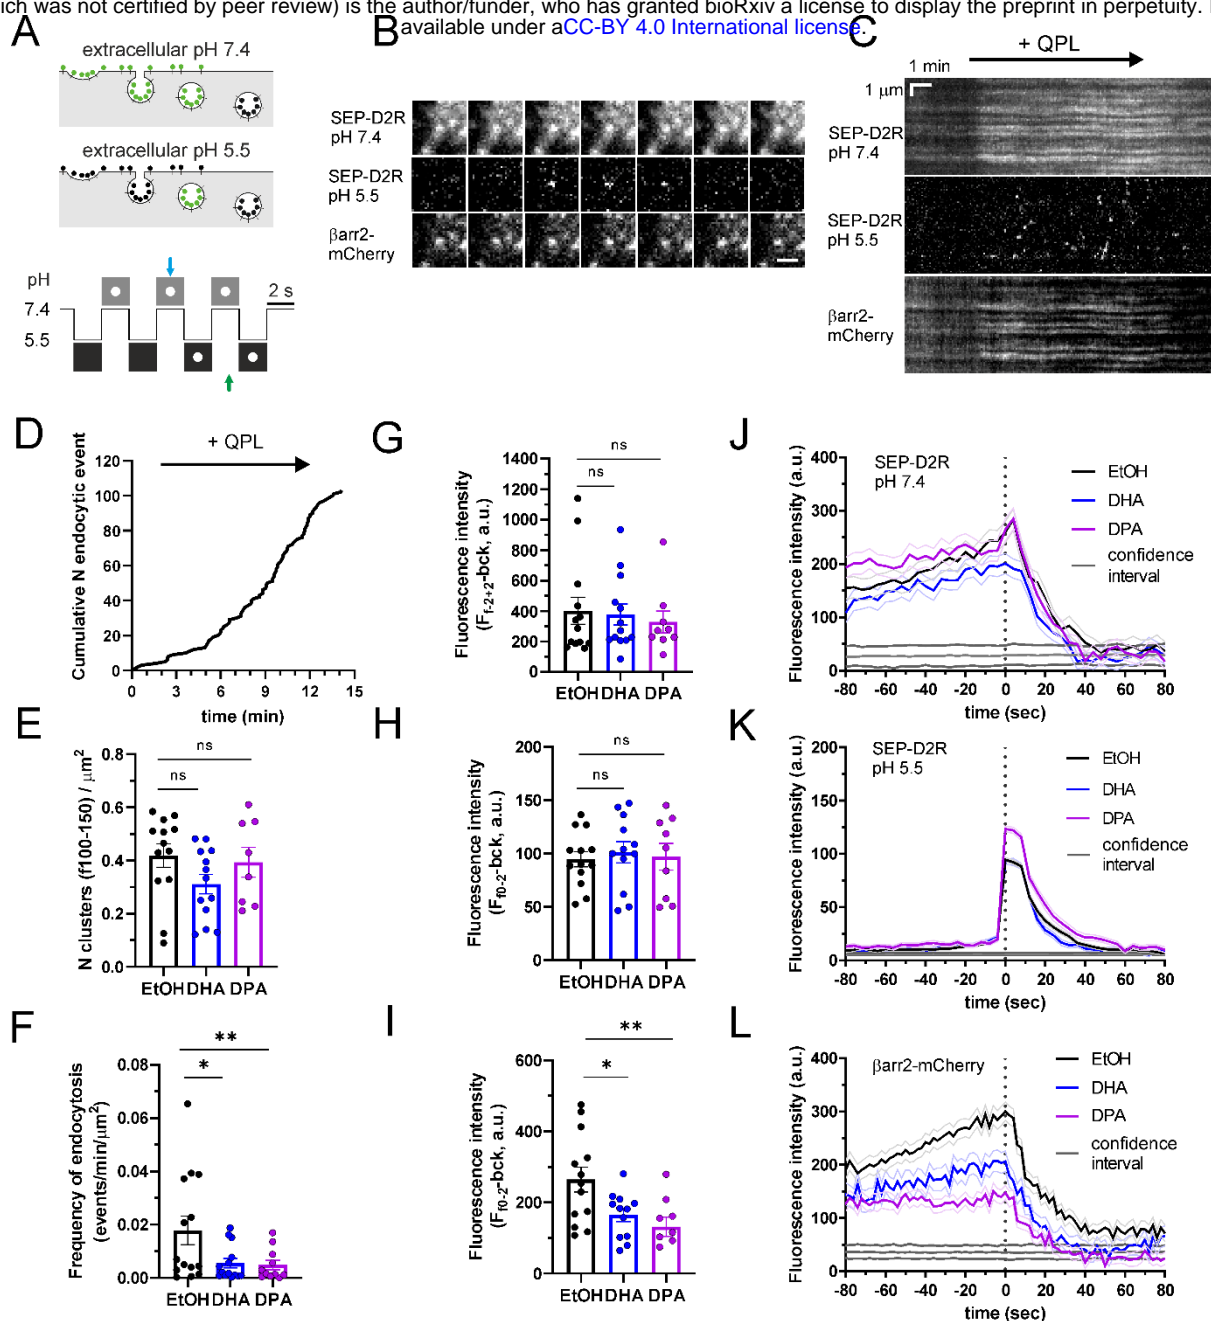 which was not certified by peer review) is the author/funder, who has granted bioRxiv a license to display the preprint in perpetuity.
available under aCC-BY 4.0 International license.
A
extracellular pH 7.4
extracellular pH 5.5
pH
7.4
5.5
2 s
B
SEP-D2R
pH 7.4
SEP-D2R
pH 5.5
βarr2-
mCherry
C
+ QPL
1 min
1 μm
SEP-D2R
pH 7.4
SEP-D2R
pH 5.5
βarr2-
mCherry
D
+ QPL
Cumulative N endocytic event
120
100
80
60
40
20
0
0 3 6 9 12 15
time (min)
E
N clusters (f100-150) / μm²
0.8
0.6
0.4
0.2
0.0
ns
ns
EtOH DHA DPA
F
Frequency of endocytosis
(events/min/μm²)
0.08
0.06
0.04
0.02
0.00
**
*
EtOH DHA DPA
G
Fluorescence intensity
(Ff-2+2-bck, a.u.)
1400
1200
1000
800
600
400
200
0
ns
ns
EtOH DHA DPA
H
Fluorescence intensity
(Ff0-2-bck, a.u.)
200
150
100
50
0
ns
ns
EtOH DHA DPA
I
Fluorescence intensity
(Ff0-2-bck, a.u.)
600
400
200
0
**
*
EtOH DHA DPA
J
Fluorescence intensity (a.u.)
400
300
200
100
0
SEP-D2R
pH 7.4
EtOH
DHA
DPA
confidence
interval
-80 -60 -40 -20 0 20 40 60 80
time (sec)
K
Fluorescence intensity (a.u.)
200
150
100
50
0
SEP-D2R
pH 5.5
EtOH
DHA
DPA
confidence
interval
-80 -60 -40 -20 0 20 40 60 80
time (sec)
L
Fluorescence intensity (a.u.)
400
300
200
100
0
βarr2-mCherry
EtOH
DHA
DPA
confidence
interval
-80 -60 -40 -20 0 20 40 60 80
time (sec)